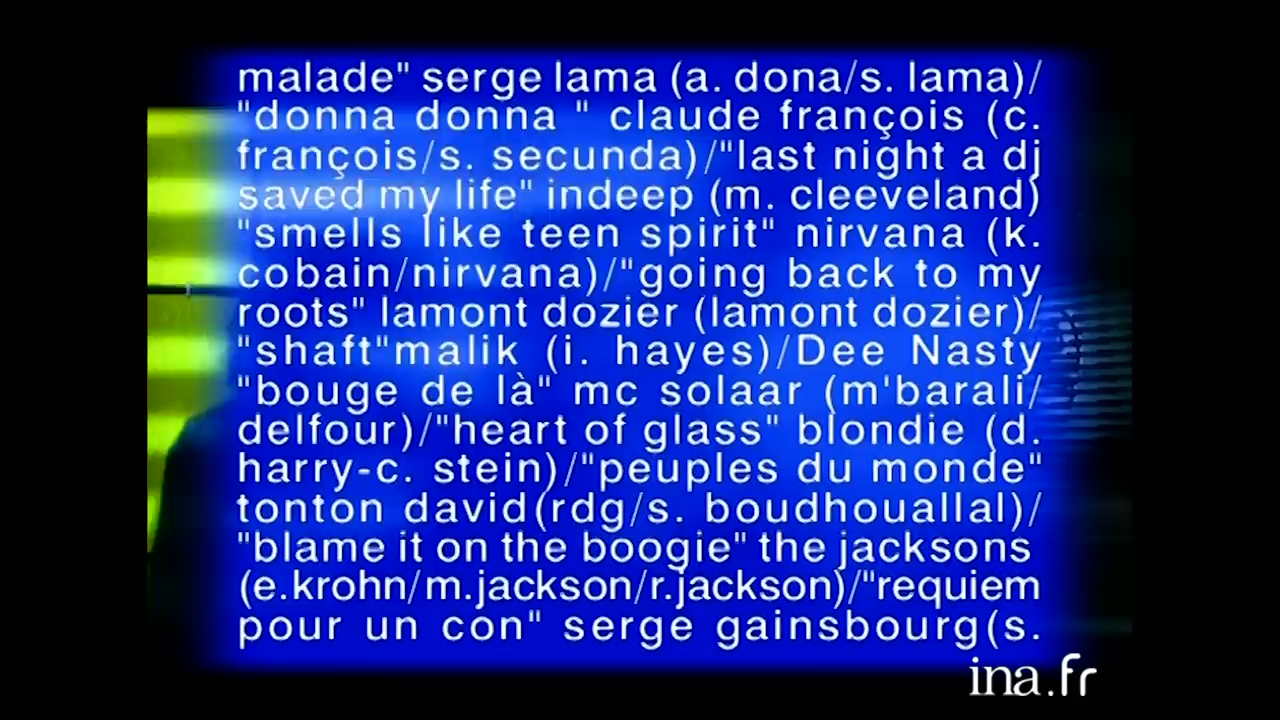 malade" serge lama (a. dona/s. lama)/
"donna donna " claude françois (c.
françois/s. secunda)/"last night a dj
saved my life" indeep (m. cleeveland)
"smells like teen spirit" nirvana (k.
cobain/nirvana)/"going back to my
roots" lamont dozier (lamont dozier)/
"shaft"malik (i. hayes)/Dee Nasty
"bouge de là" mc solaar (m'barali/
delfour)/"heart of glass" blondie (d.
harry-c. stein)/"peuples du monde"
tonton david(rdg/s. boudhouallal)/
"blame it on the boogie" the jacksons
(e.krohn/m.jackson/r.jackson)/"requiem
pour un con" serge gainsbourg(s.
ina.fr